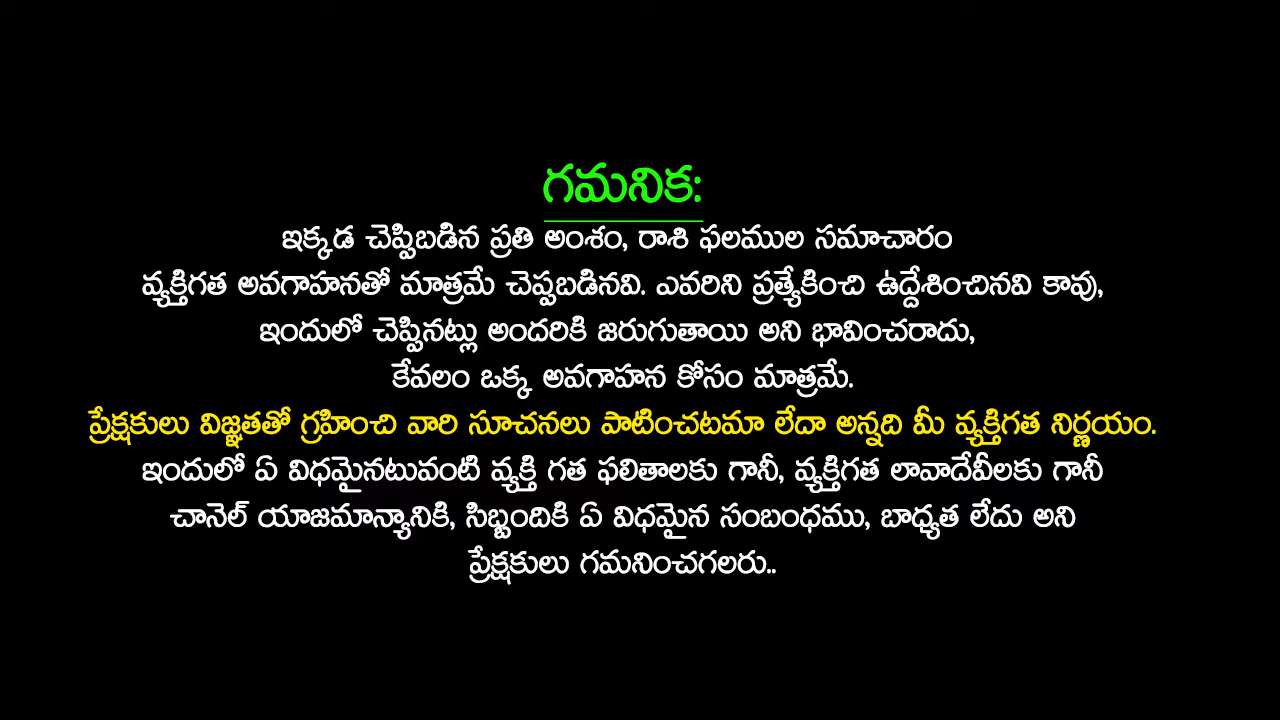 గమనిక:
ఇక్కడ చెప్పిబడిన ప్రతి అంశం, రాశి ఫలముల సమాచారం
వ్యక్తిగత అవగాహనతో మాత్రమే చెప్పబడినవి. ఎవరిని ప్రత్యేకించి ఉద్దేశించినవి కావు,
ఇందులో చెప్పినట్లు అందరికి జరుగుతాయి అని భావించరాదు,
కేవలం ఒక్క అవగాహన కోసం మాత్రమే.
ప్రేక్షకులు విజ్ఞతతో గ్రహించి వారి సూచనలు పాటించటమా లేదా అన్నది మీ వ్యక్తిగత నిర్ణయం.
ఇందులో ఏ విధమైనటువంటి వ్యక్తి గత ఫలితాలకు గానీ, వ్యక్తిగత లావాదేవీలకు గానీ
చానెల్ యాజమాన్యానికి, సిబ్బందికి ఏ విధమైన సంబంధము, బాధ్యత లేదు అని
ప్రేక్షకులు గమనించగలరు..